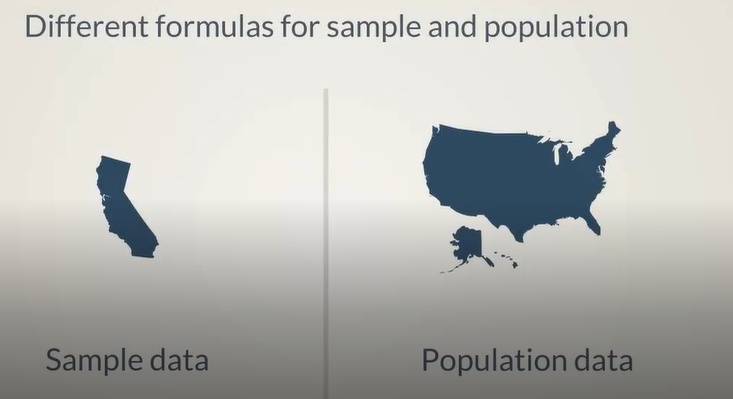 Different formulas for sample and population
Sample data
Population data